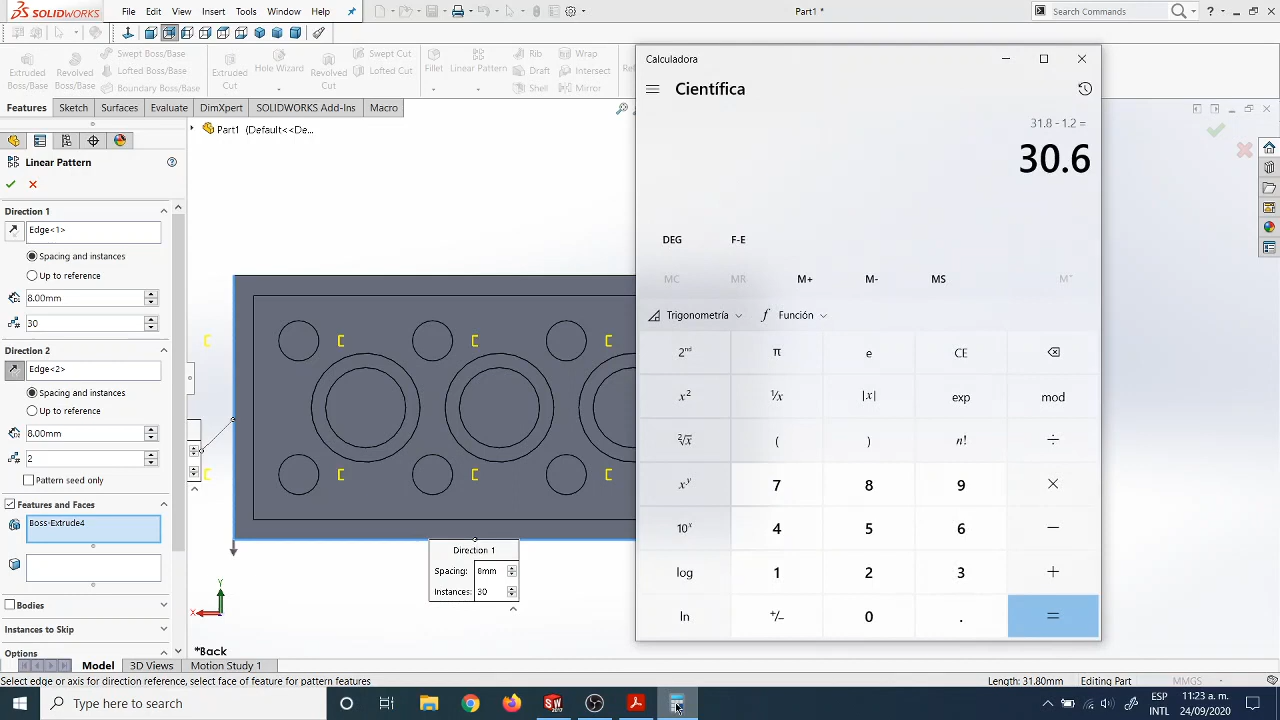 SOLIDWORKS File Edit View Insert Tools Window Help Part1 * Search Commands ?
Extruded Boss/Base
Revolved Boss/Base
Swept Boss/Base
Lofted Boss/Base
Boundary Boss/Base
Extruded Cut
Hole Wizard
Revolved Cut
Swept Cut
Lofted Cut
Fillet
Linear Pattern
Rib
Draft
Shell
Wrap
Intersect
Mirror
Features Sketch Surfaces Evaluate DimXpert SOLIDWORKS Add-Ins Macro
Part1 (Default<<De...
Linear Pattern
Direction 1
Edge<1>
Spacing and instances
Up to reference
8.00mm
30
Direction 2
Edge<2>
Spacing and instances
Up to reference
8.00mm
2
Pattern seed only
Features and Faces
Boss-Extrude4
Bodies
Instances to Skip
Options
Direction 1
Spacing: 8mm
Instances: 30
Y
X
*Back
Calculadora
Científica
31.8 - 1.2 =
30.6
DEG F-E
MC MR M+ M- MS M˅
Trigonometría f Función
2ⁿᵈ π e CE
x² ¹/x |x| exp mod
²√x ( ) n! ÷
xʸ 7 8 9 ×
10ˣ 4 5 6 −
log 1 2 3 +
ln +/− 0 . =
Model 3D Views Motion Study 1
Select edge or axis for direction reference, select face of feature for pattern features Length: 31.80mm Editing Part MMGS
Type here to search
SW
2017
ESP
INTL
11:23 a. m.
24/09/2020